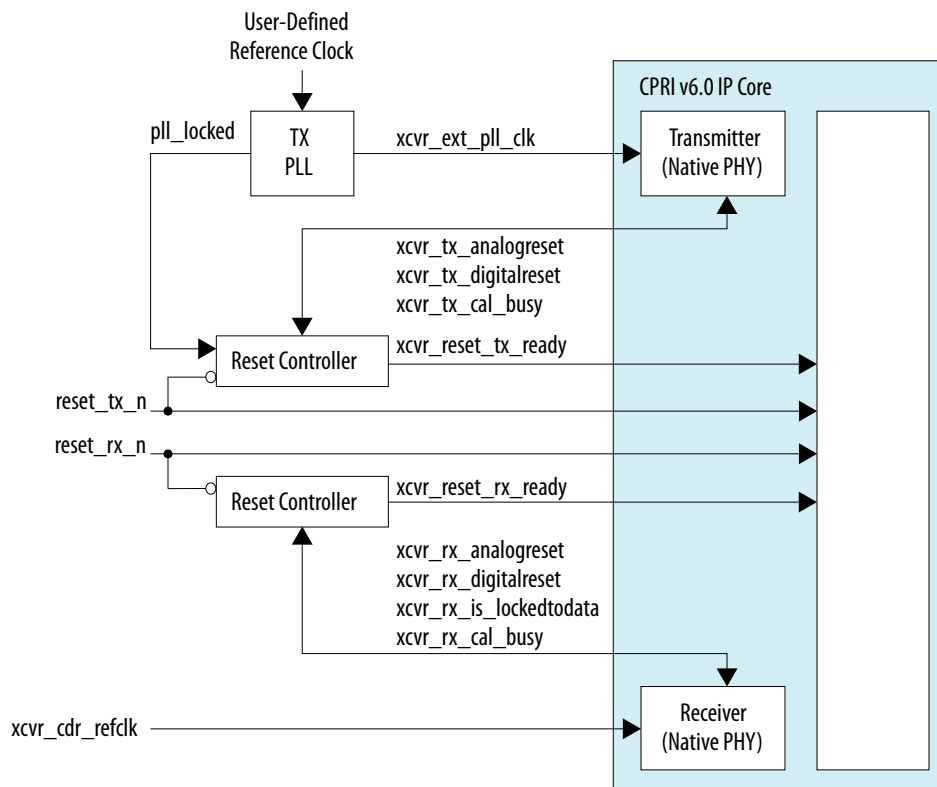 User-Defined
Reference Clock
CPRI v6.0 IP Core
pll_locked
TX
PLL
xcvr_ext_pll_clk
Transmitter
(Native PHY)
xcvr_tx_analogreset
xcvr_tx_digitalreset
xcvr_tx_cal_busy
Reset Controller
xcvr_reset_tx_ready
reset_tx_n
reset_rx_n
Reset Controller
xcvr_reset_rx_ready
xcvr_rx_analogreset
xcvr_rx_digitalreset
xcvr_rx_is_lockedtodata
xcvr_rx_cal_busy
xcvr_cdr_refclk
Receiver
(Native PHY)